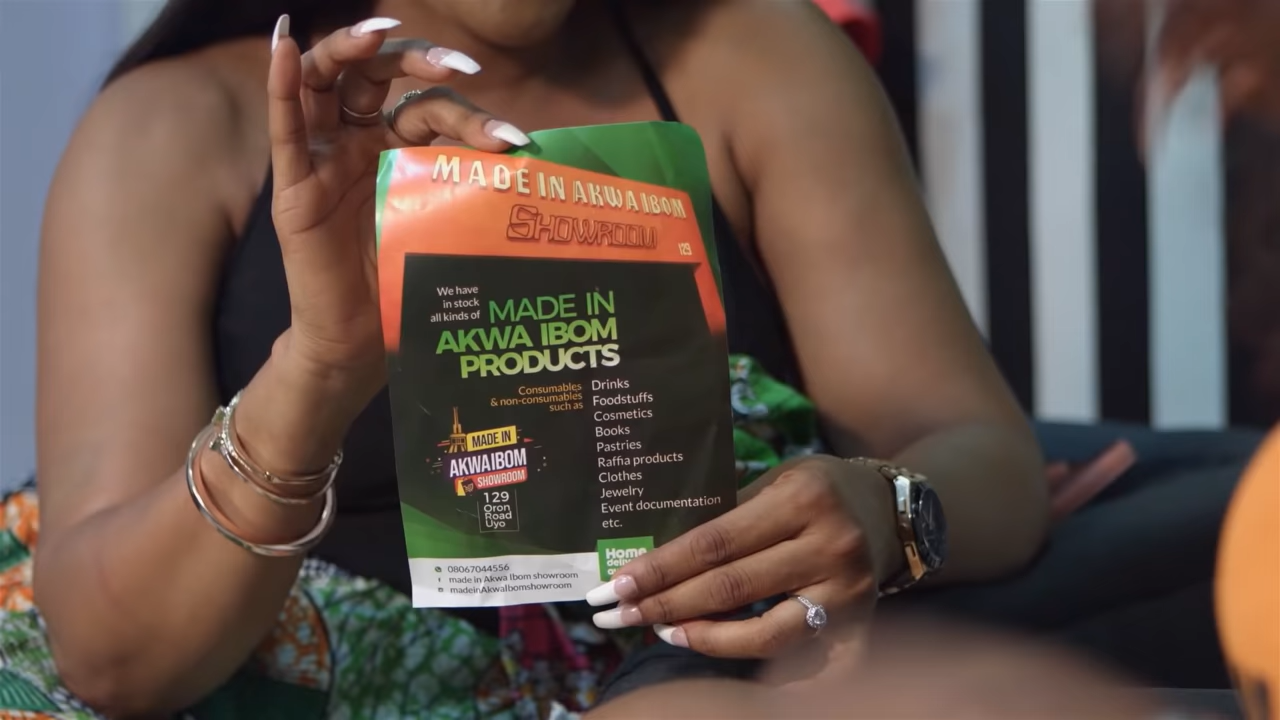 MADE IN AKWA IBOM
SHOWROOM
129
We have
in stock
all kinds of
MADE IN
AKWA IBOM
PRODUCTS
Consumables
& non-consumables
such as
Drinks
Foodstuffs
Cosmetics
Books
Pastries
Raffia products
Clothes
Jewelry
Event documentation
etc.
MADE IN
AKWAIBOM
SHOWROOM
129
Oron
Road
Uyo
Home
08067044556
made in Akwa Ibom showroom
madeinAkwaIbomshowroom